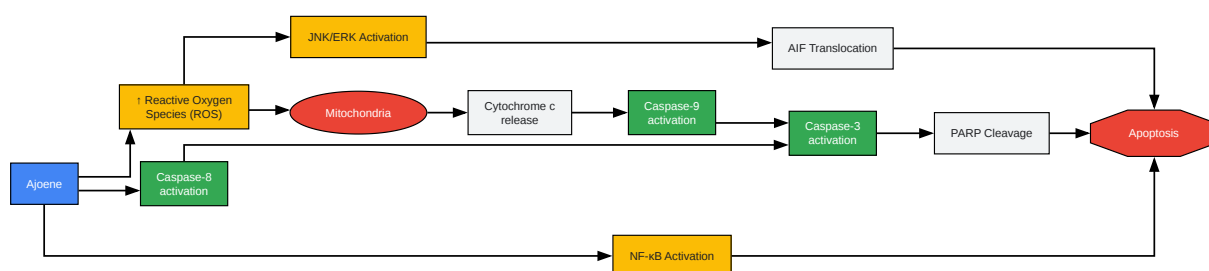 JNK/ERK Activation
AIF Translocation
↑ Reactive Oxygen
Species (ROS)
Mitochondria
Cytochrome c
release
Caspase-9
activation
Caspase-3
activation
PARP Cleavage
Apoptosis
Ajoene
Caspase-8
activation
NF-κB Activation